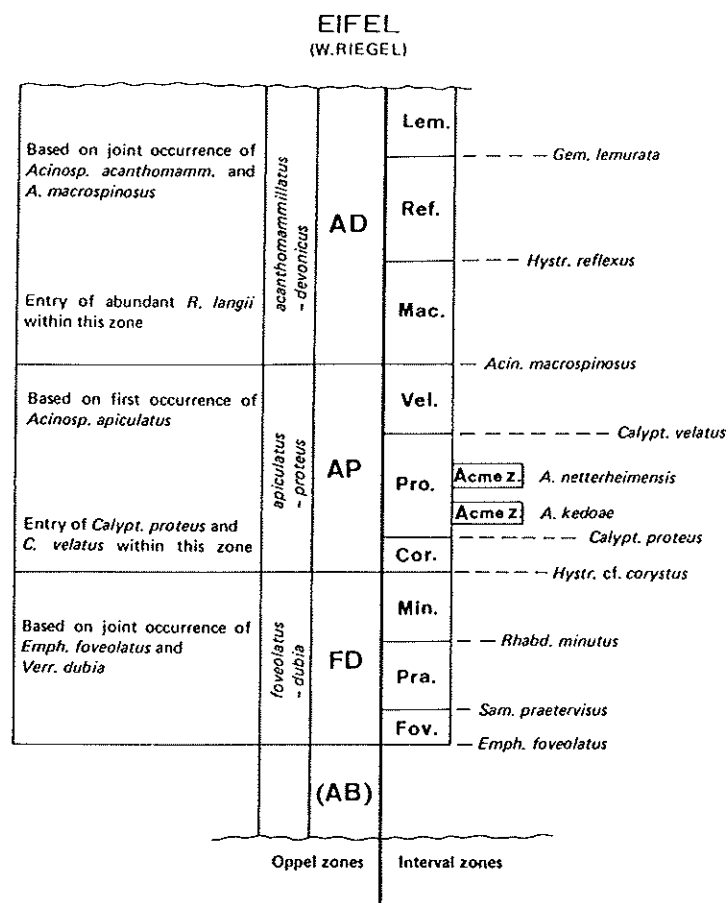 EIFEL
(W.RIEGEL)
Based on joint occurrence of
Acinosp. acanthomamm. and
A. macrospinosus
Entry of abundant R. langii
within this zone
acanthomammillatus
– devonicus
AD
Lem.
Gem. lemurata
Ref.
Hystr. reflexus
Mac.
Acin. macrospinosus
Based on first occurrence of
Acinosp. apiculatus
Entry of Calypt. proteus and
C. velatus within this zone
apiculatus
– proteus
AP
Vel.
Calypt. velatus
Pro.
Acme z. A. netterheimensis
Acme z. A. kedoae
Calypt. proteus
Cor.
Hystr. cf. corystus
Based on joint occurrence of
Emph. foveolatus and
Verr. dubia
foveolatus
– dubia
FD
Min.
Rhabd. minutus
Pra.
Sam. praetervisus
Fov.
Emph. foveolatus
(AB)
Oppel zones
Interval zones